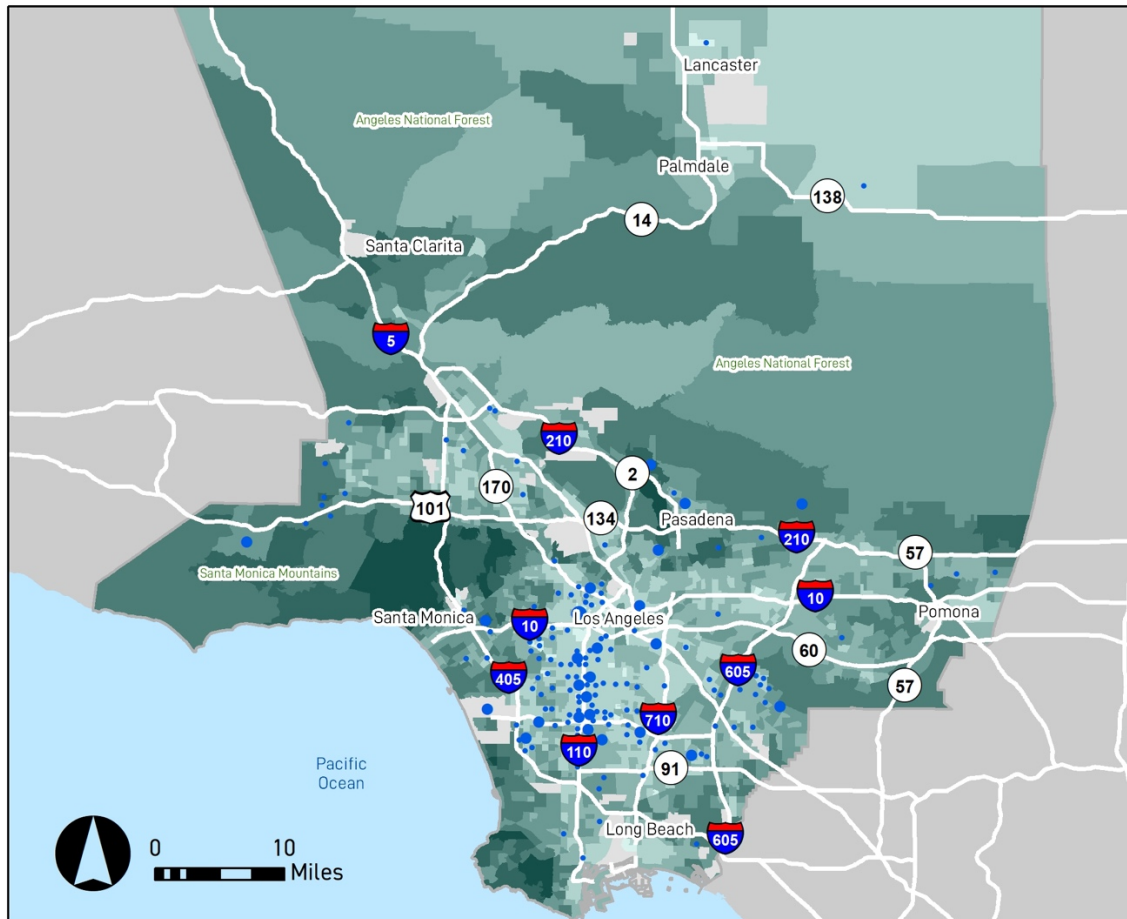 Lancaster
Angeles National Forest
Palmdale
138
14
Santa Clarita
5
Angeles National Forest
210
2
170
101
134
Pasadena
210
57
Santa Monica Mountains
10
Santa Monica
10
Los Angeles
Pomona
60
605
405
57
710
110
Pacific
Ocean
91
Long Beach
605
0
10
Miles